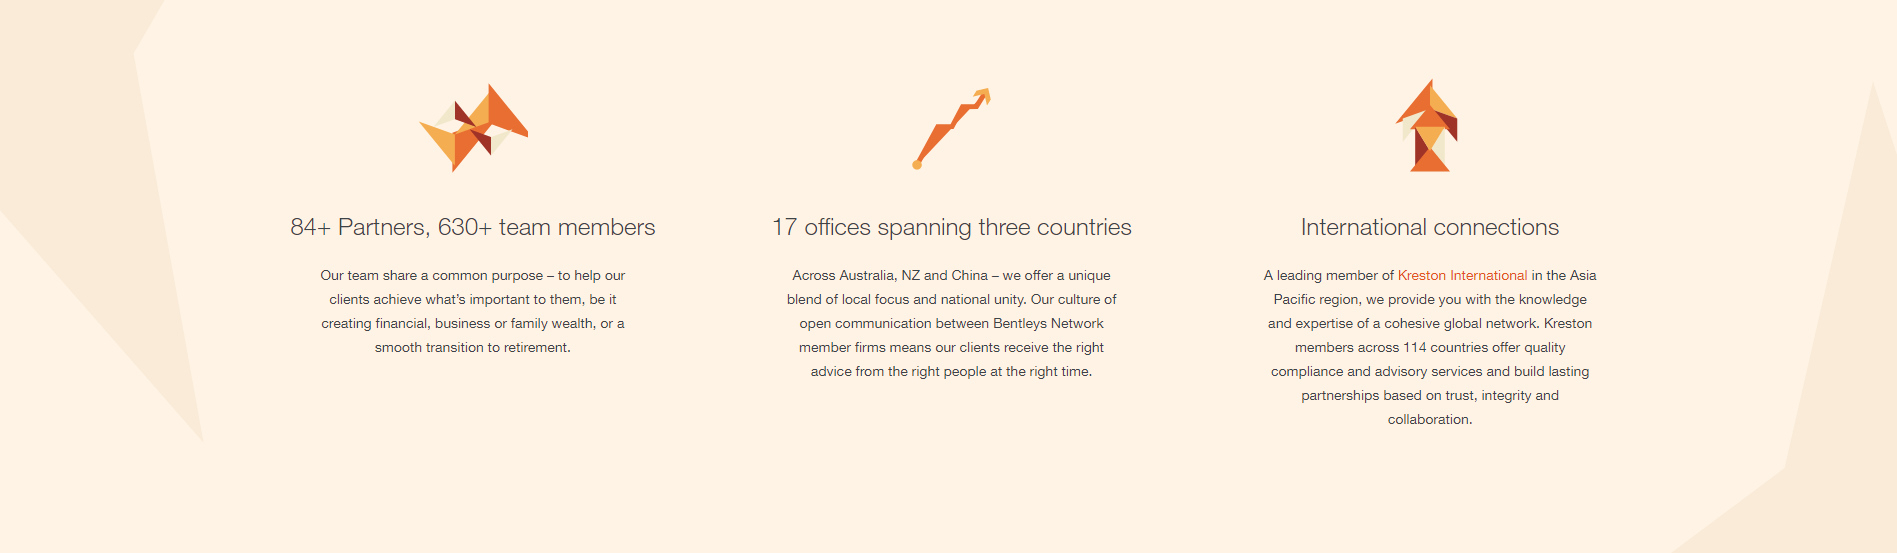 84+ Partners, 630+ team members
Our team share a common purpose – to help our
clients achieve what’s important to them, be it
creating financial, business or family wealth, or a
smooth transition to retirement.
17 offices spanning three countries
Across Australia, NZ and China – we offer a unique
blend of local focus and national unity. Our culture of
open communication between Bentleys Network
member firms means our clients receive the right
advice from the right people at the right time.
International connections
A leading member of Kreston International in the Asia
Pacific region, we provide you with the knowledge
and expertise of a cohesive global network. Kreston
members across 114 countries offer quality
compliance and advisory services and build lasting
partnerships based on trust, integrity and
collaboration.